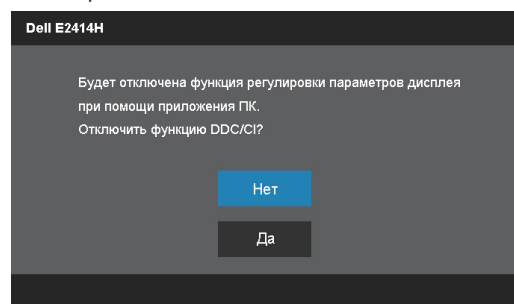 Dell E2414H
Будет отключена функция регулировки параметров дисплея
при помощи приложения ПК.
Отключить функцию DDC/CI?
Нет
Да